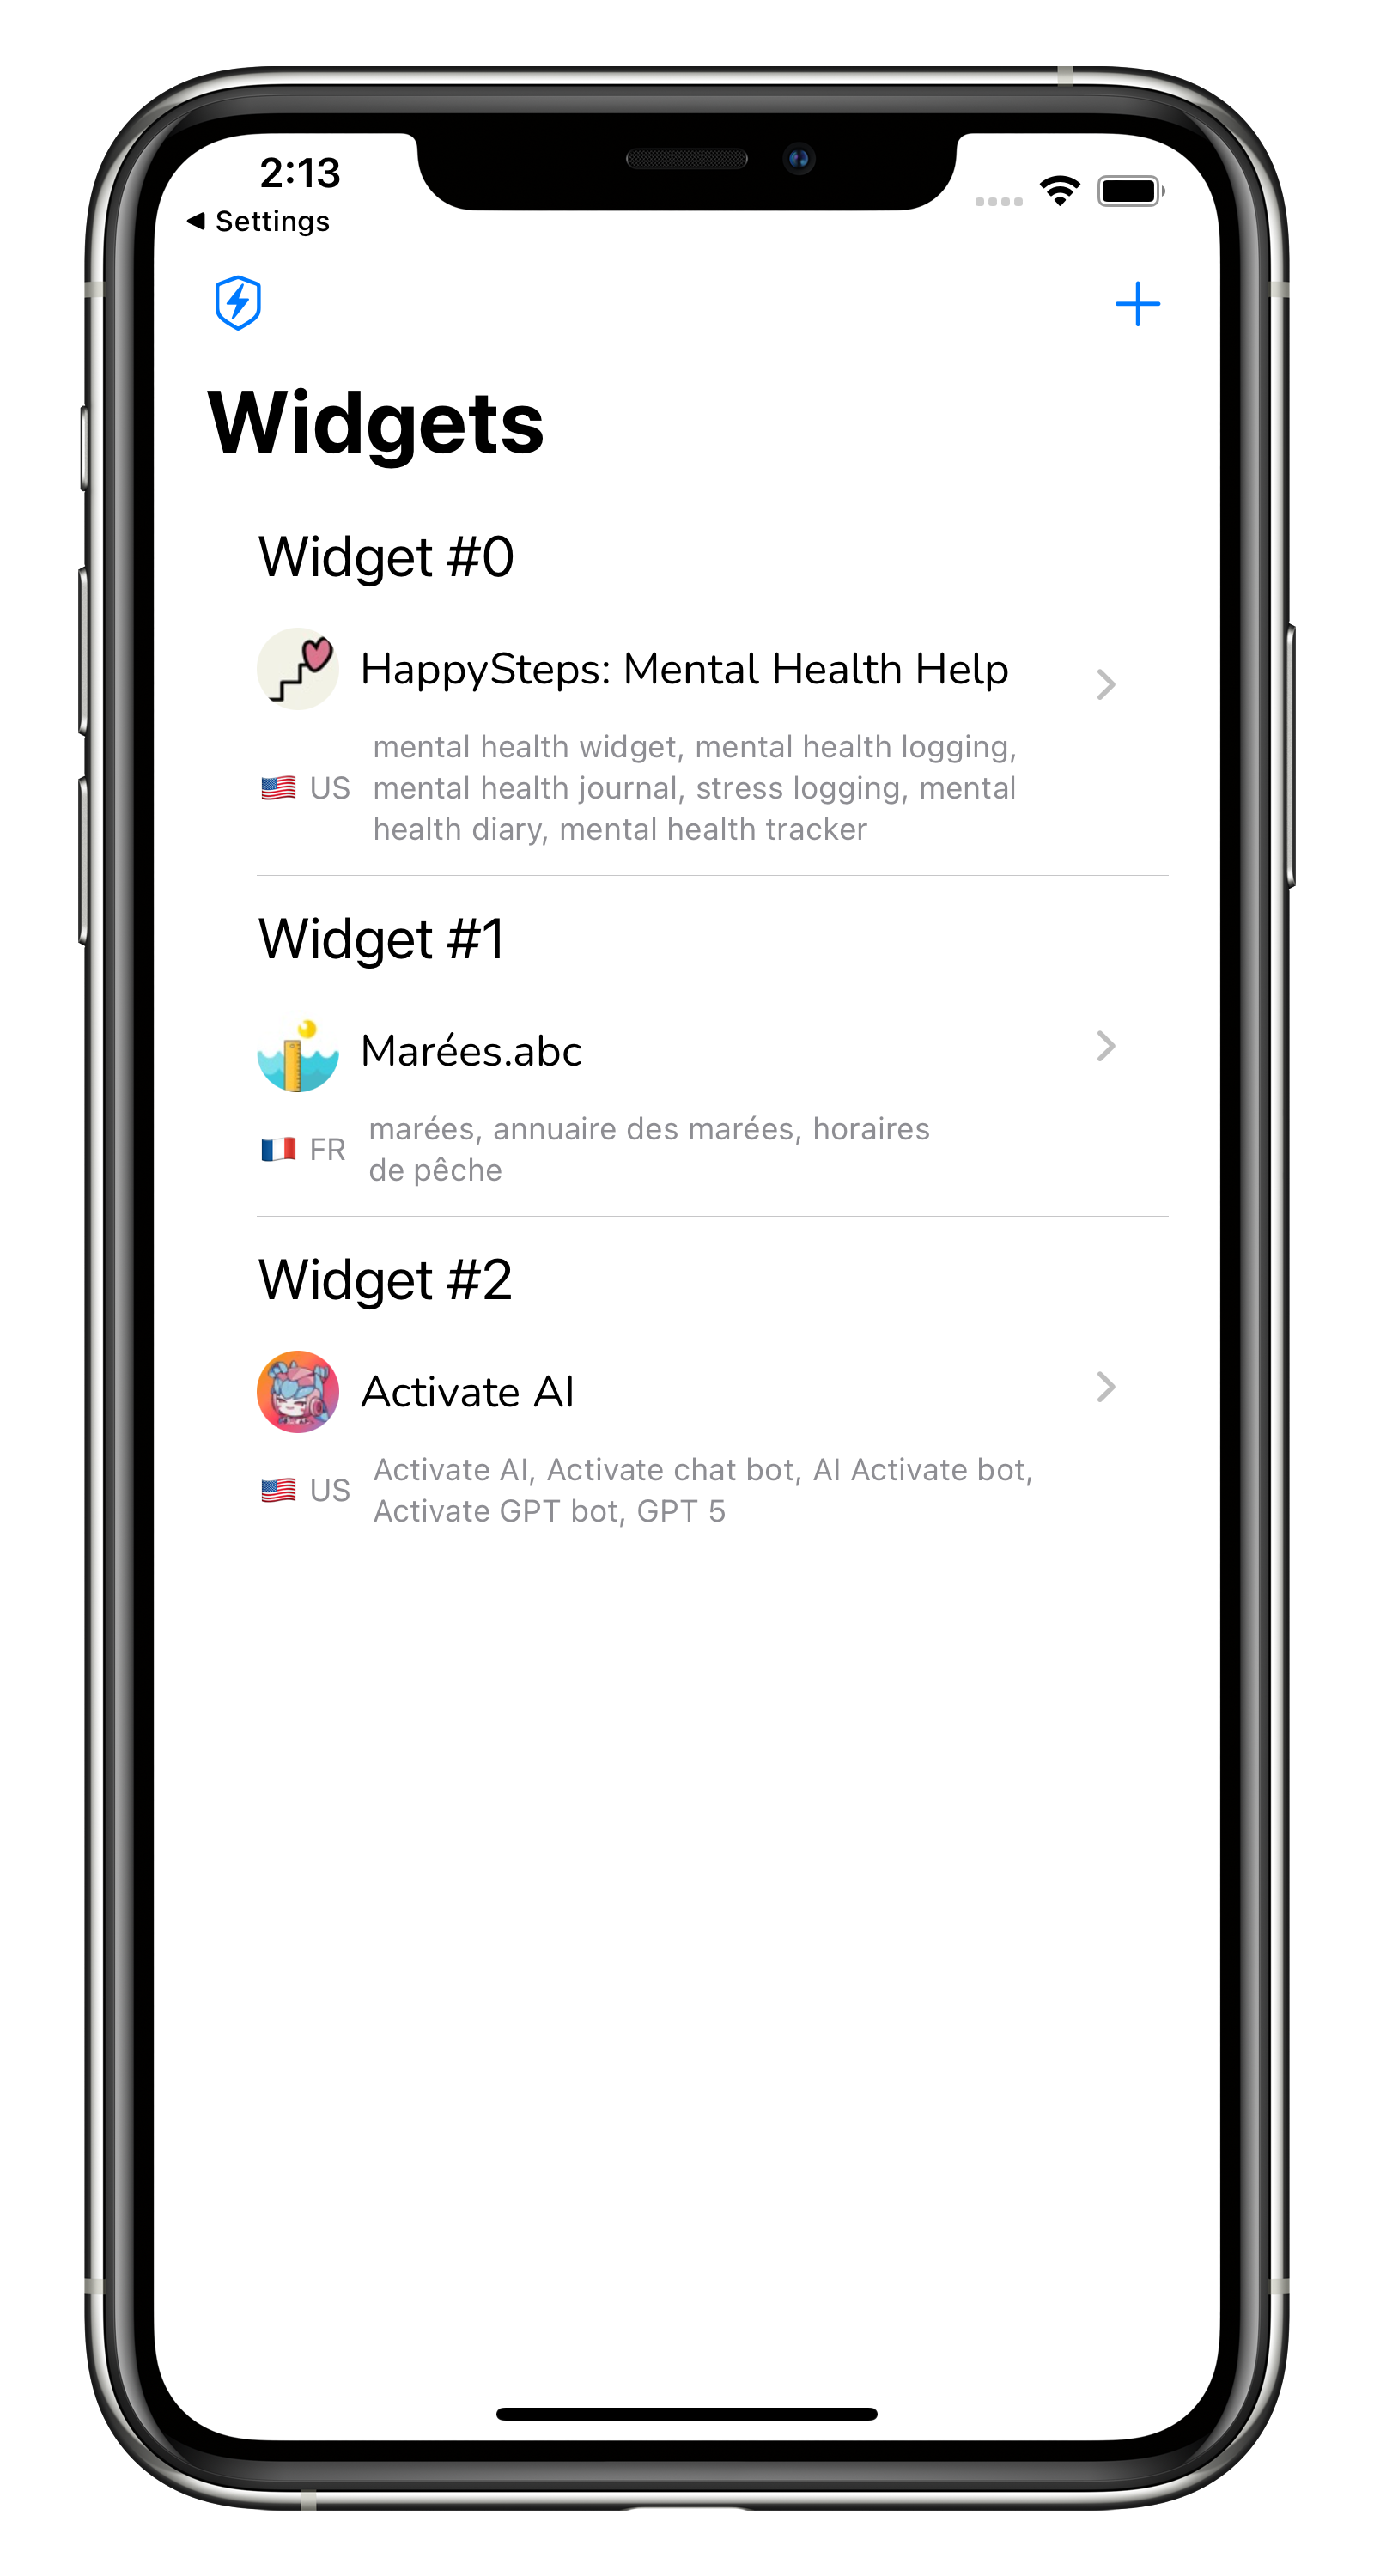 2:13
◀ Settings
Widgets
Widget #0
HappySteps: Mental Health Help
US
mental health widget, mental health logging,
mental health journal, stress logging, mental
health diary, mental health tracker
Widget #1
Marées.abc
FR
marées, annuaire des marées, horaires
de pêche
Widget #2
Activate AI
US
Activate AI, Activate chat bot, AI Activate bot,
Activate GPT bot, GPT 5